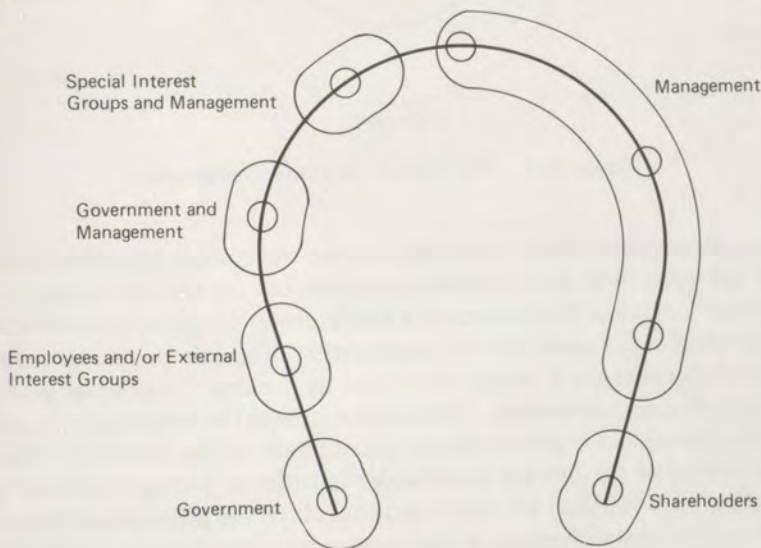 Special Interest
Groups and Management
Management
Government and
Management
Employees and/or External
Interest Groups
Government
Shareholders